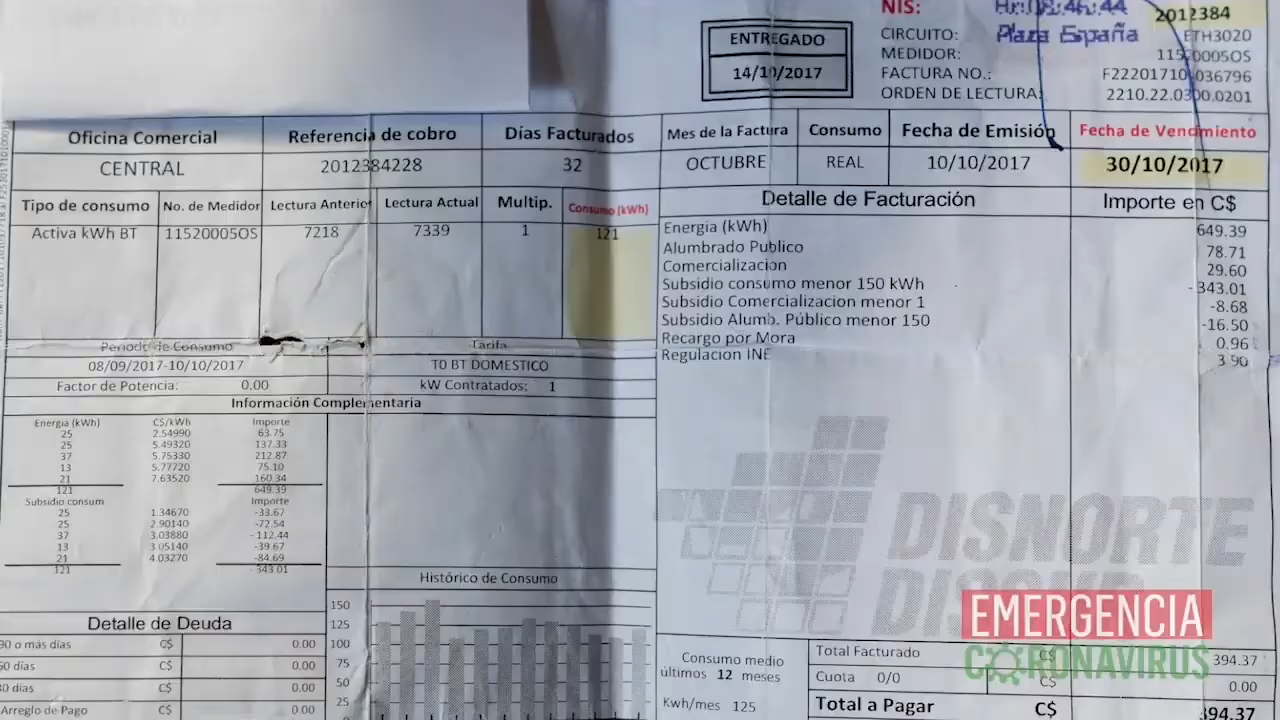 NIS: Hr: 08:46:44 2012384
ENTREGADO
14/10/2017
CIRCUITO: Plaza España ETH3020
MEDIDOR: 11520005OS
FACTURA NO.: F22201710036796
ORDEN DE LECTURA: 2210.22.0300.0201
Oficina Comercial Referencia de cobro Días Facturados Mes de la Factura Consumo Fecha de Emisión Fecha de Vencimiento
CENTRAL 2012384228 32 OCTUBRE REAL 10/10/2017 30/10/2017
Tipo de consumo No. de Medidor Lectura Anterior Lectura Actual Multip. Consumo (kWh)
Activa kWh BT 11520005OS 7218 7339 1 121
Detalle de Facturación Importe en C$
Energía (kWh) 649.39
Alumbrado Publico 78.71
Comercializacion 29.60
Subsidio consumo menor 150 kWh -343.01
Subsidio Comercializacion menor 1 -8.68
Subsidio Alumb. Público menor 150 -16.50
Recargo por Mora 0.96
Regulacion INE 3.90
Periodo de Consumo Tarifa
08/09/2017-10/10/2017 T0 BT DOMESTICO
Factor de Potencia: 0.00 kW Contratados: 1
Información Complementaria
Energia (kWh) C$/kWh Importe
25 2.54990 63.75
25 5.49320 137.33
37 5.75330 212.87
13 5.77720 75.10
21 7.63520 160.34
121 649.39
Subsidio consum Importe
25 1.34670 -33.67
25 2.90140 -72.54
37 3.03880 -112.44
13 3.05140 -39.67
21 4.03270 -84.69
121 -343.01
Histórico de Consumo
150
125
100
75
50
25
DISNORTE
DISSUR
EMERGENCIA
CORONAVIRUS
Detalle de Deuda
90 o mas días C$ 0.00
60 días C$ 0.00
30 días C$ 0.00
Arreglo de Pago C$ 0.00
Consumo medio
últimos 12 meses
Kwh/mes 125
Total Facturado C$ 394.37
Cuota 0/0 C$ 0.00
Total a Pagar C$ 394.37